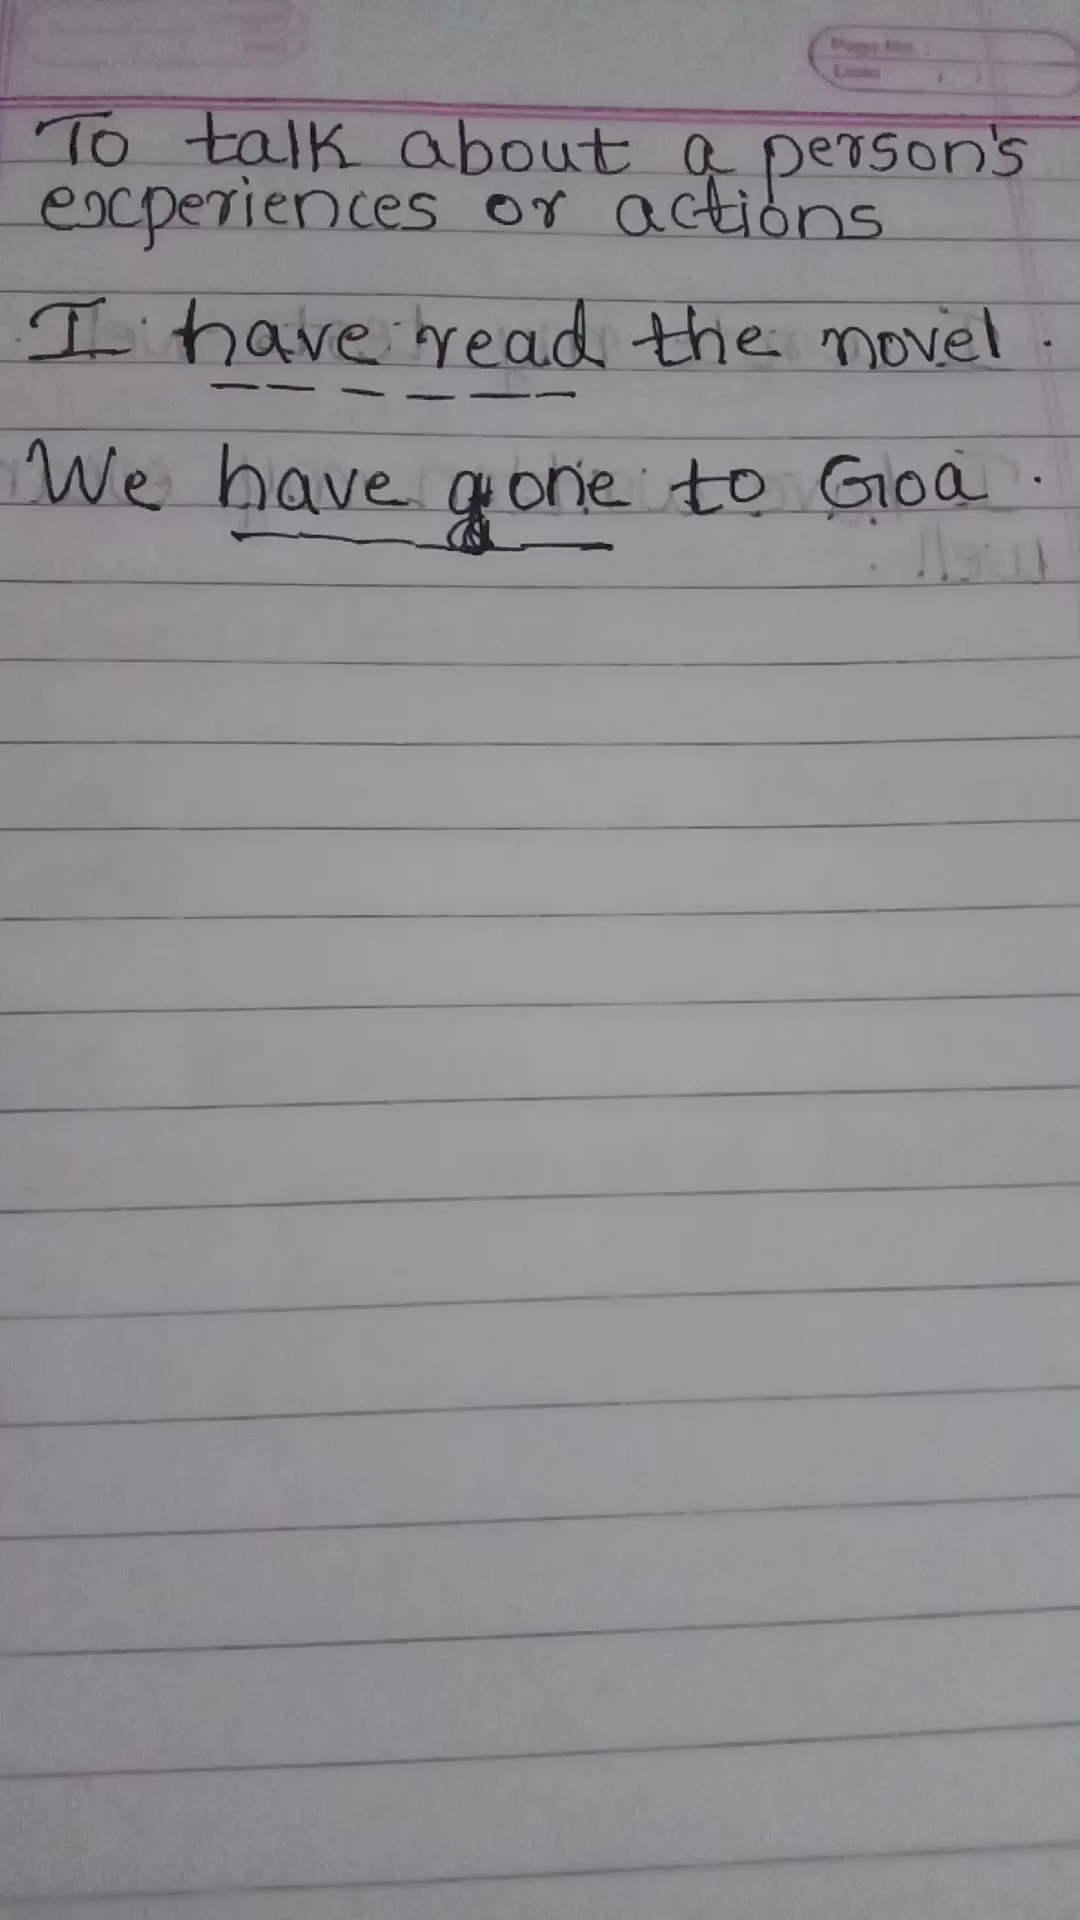 To talk about a person's
experiences or actions
I have read the novel.
We have gone to Goa.